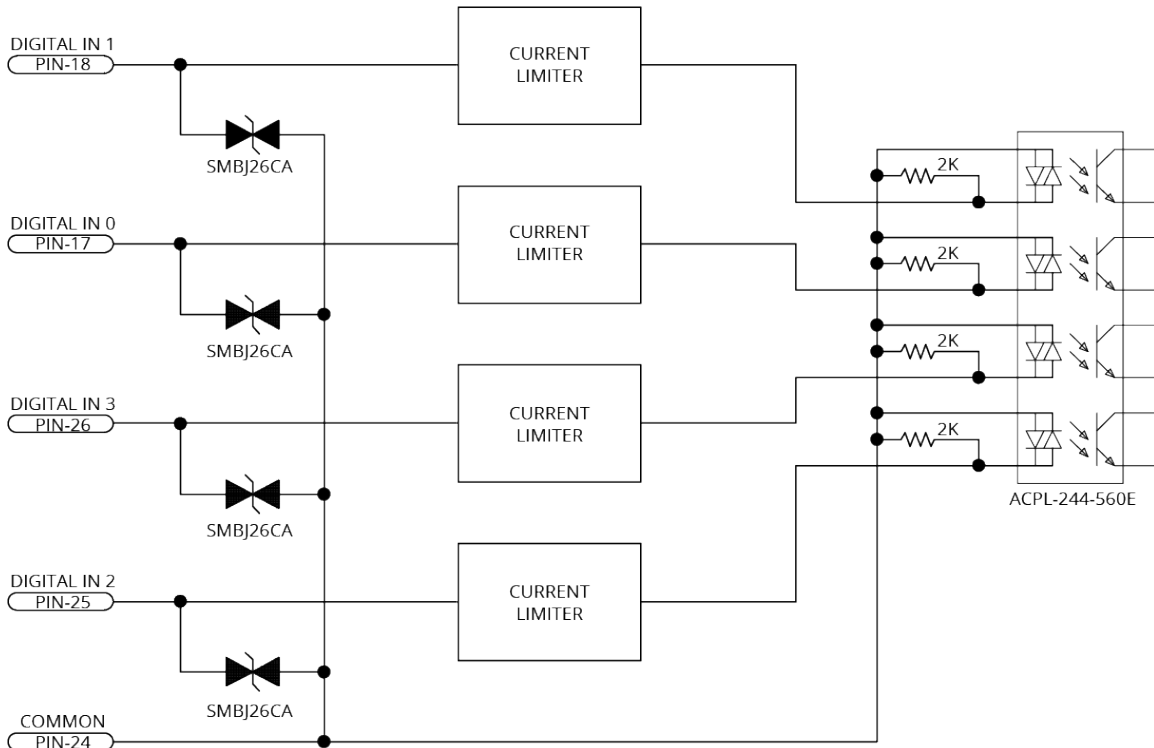 DIGITAL IN 1
PIN-18
CURRENT
LIMITER
SMBJ26CA
2K
DIGITAL IN 0
PIN-17
CURRENT
LIMITER
SMBJ26CA
2K
DIGITAL IN 3
PIN-26
CURRENT
LIMITER
SMBJ26CA
2K
2K
ACPL-244-560E
DIGITAL IN 2
PIN-25
CURRENT
LIMITER
SMBJ26CA
COMMON
PIN-24